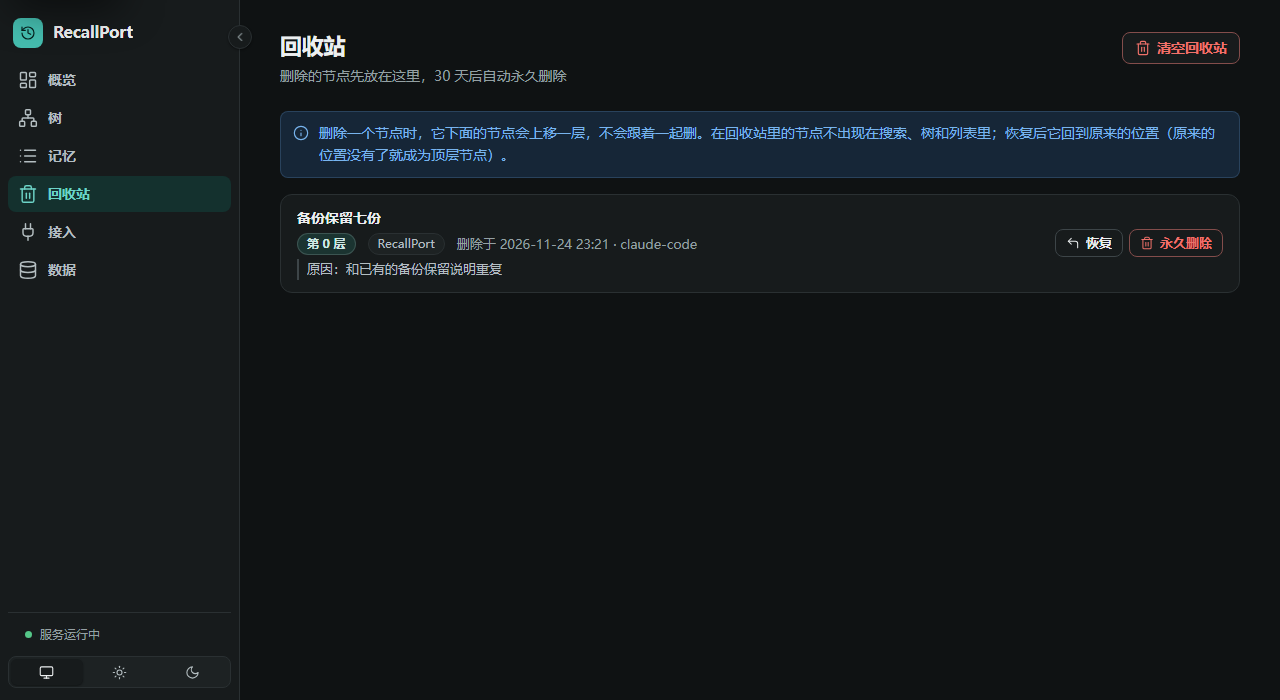 RecallPort
概览
树
记忆
回收站
接入
数据
服务运行中
回收站
删除的节点先放在这里，30 天后自动永久删除
清空回收站
删除一个节点时，它下面的节点会上移一层，不会跟着一起删。在回收站里的节点不出现在搜索、树和列表里；恢复后它回到原来的位置（原来的
位置没有了就成为顶层节点）。
备份保留七份
第 0 层 RecallPort 删除于 2026-11-24 23:21 · claude-code
原因：和已有的备份保留说明重复
恢复
永久删除